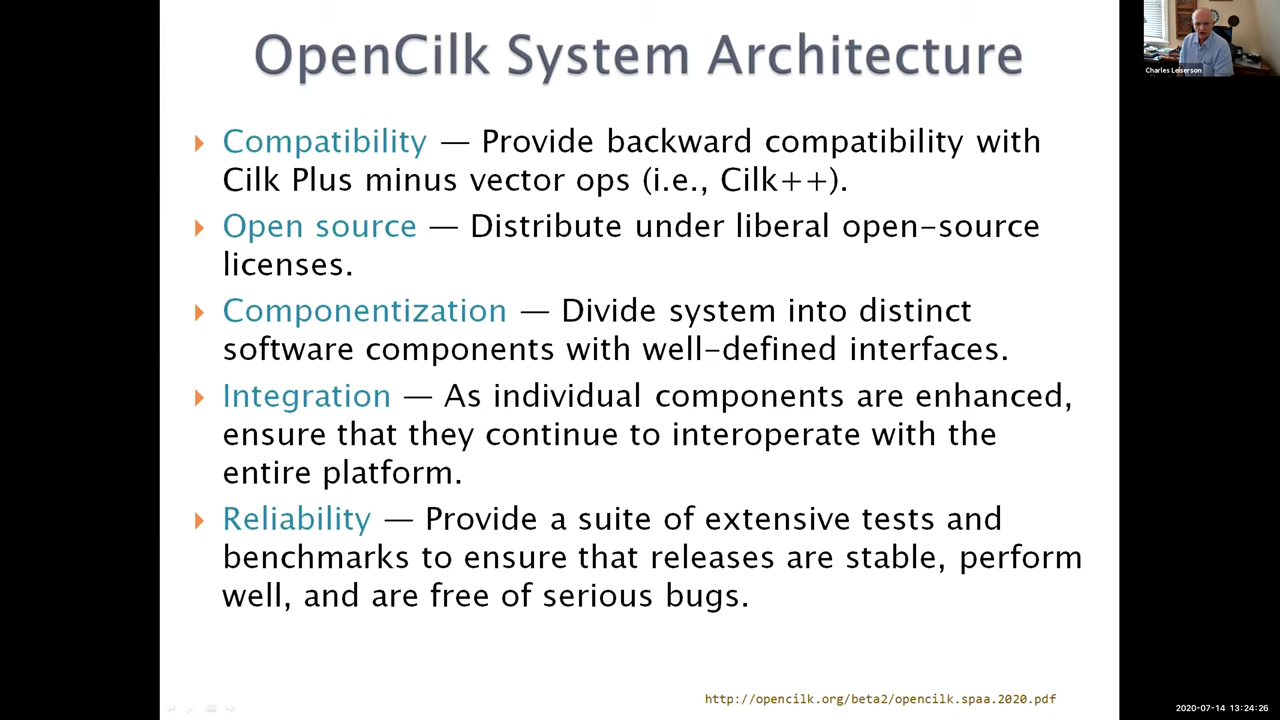 OpenCilk System Architecture
Charles Leiserson
Compatibility — Provide backward compatibility with
Cilk Plus minus vector ops (i.e., Cilk++).
Open source — Distribute under liberal open-source
licenses.
Componentization — Divide system into distinct
software components with well-defined interfaces.
Integration — As individual components are enhanced,
ensure that they continue to interoperate with the
entire platform.
Reliability — Provide a suite of extensive tests and
benchmarks to ensure that releases are stable, perform
well, and are free of serious bugs.
http://opencilk.org/beta2/opencilk.spaa.2020.pdf
2020-07-14 13:24:26